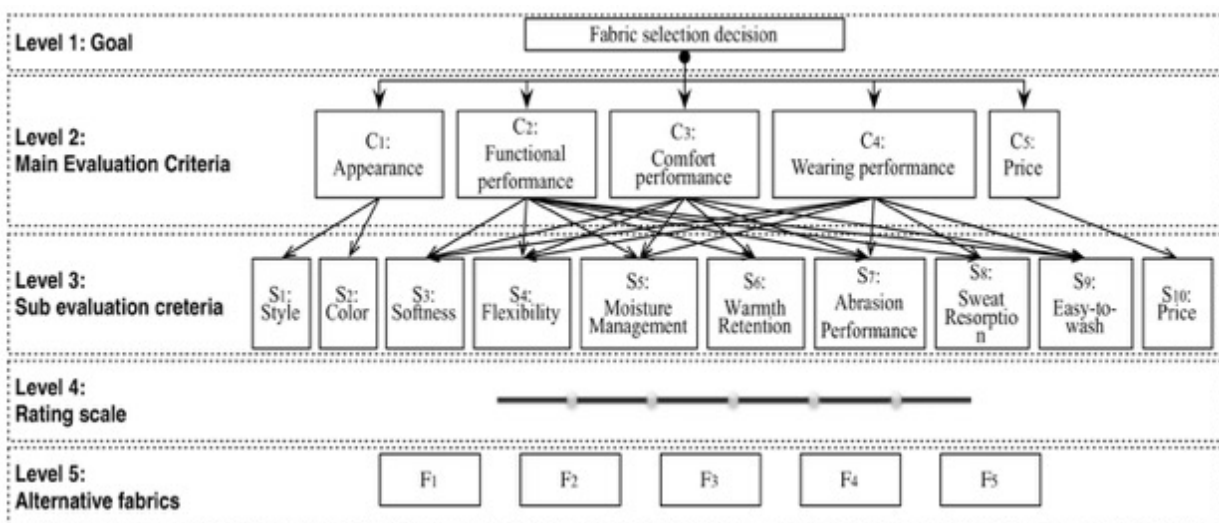 Level 1: Goal
Fabric selection decision
Level 2:
Main Evaluation Criteria
C1:
Appearance
C2:
Functional
performance
C3:
Comfort
performance
C4:
Wearing performance
C5:
Price
Level 3:
Sub evaluation creteria
S1:
Style
S2:
Color
S3:
Softness
S4:
Flexibility
S5:
Moisture
Management
S6:
Warmth
Retention
S7:
Abrasion
Performance
S8:
Sweat
Resorptio
n
S9:
Easy-to-
wash
S10:
Price
Level 4:
Rating scale
Level 5:
Alternative fabrics
F1
F2
F3
F4
F5